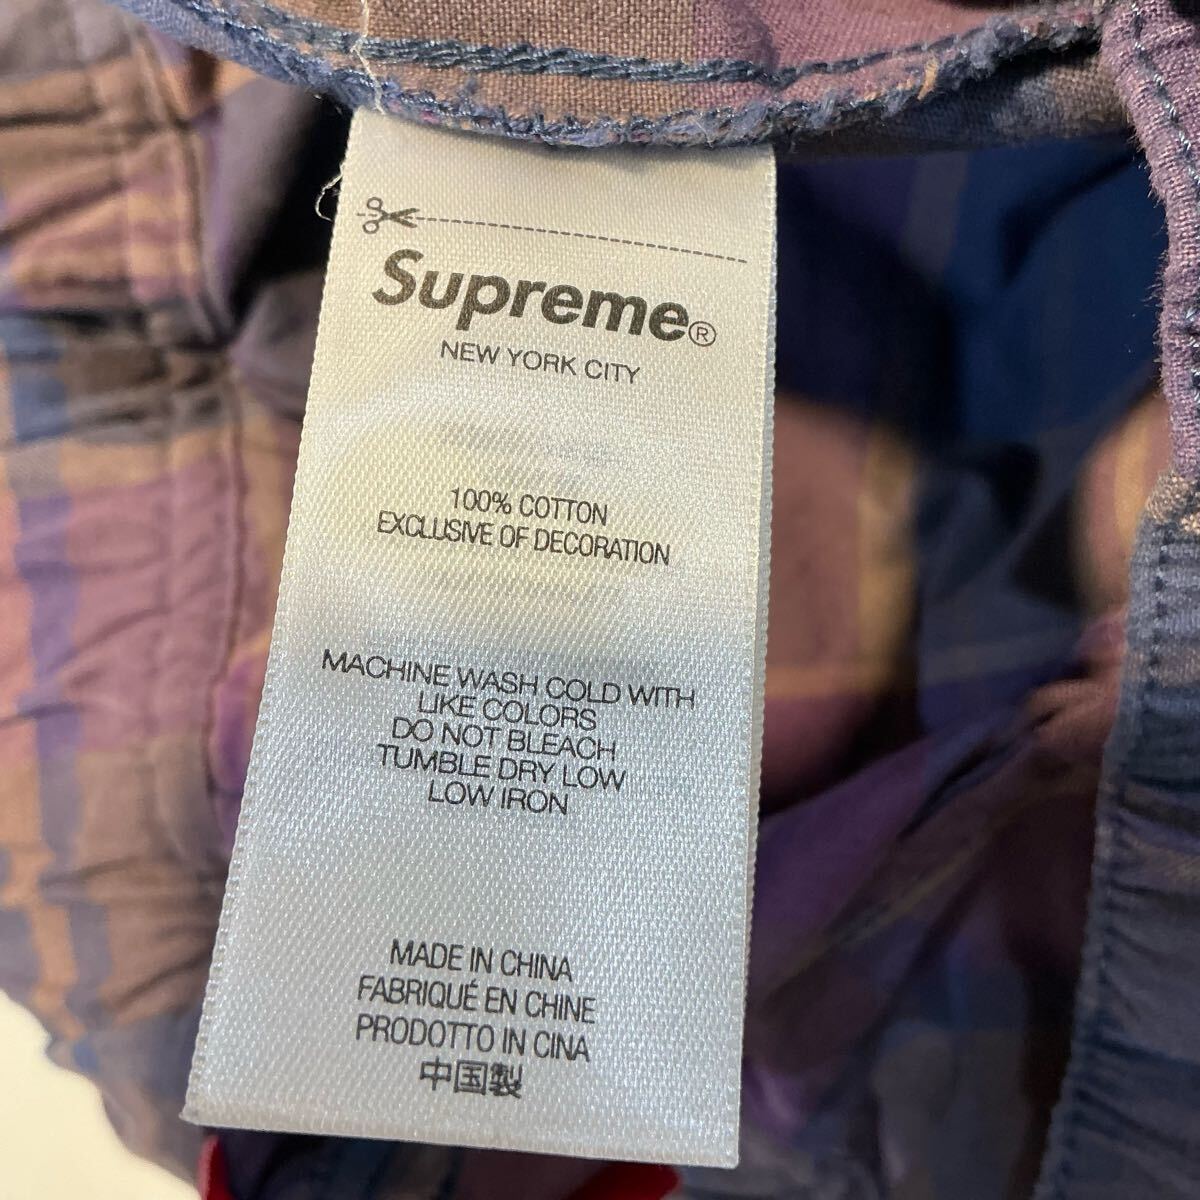 Supreme®
NEW YORK CITY
100% COTTON
EXCLUSIVE OF DECORATION
MACHINE WASH COLD WITH
LIKE COLORS
DO NOT BLEACH
TUMBLE DRY LOW
LOW IRON
MADE IN CHINA
FABRIQUÉ EN CHINE
PRODOTTO IN CINA
中国製